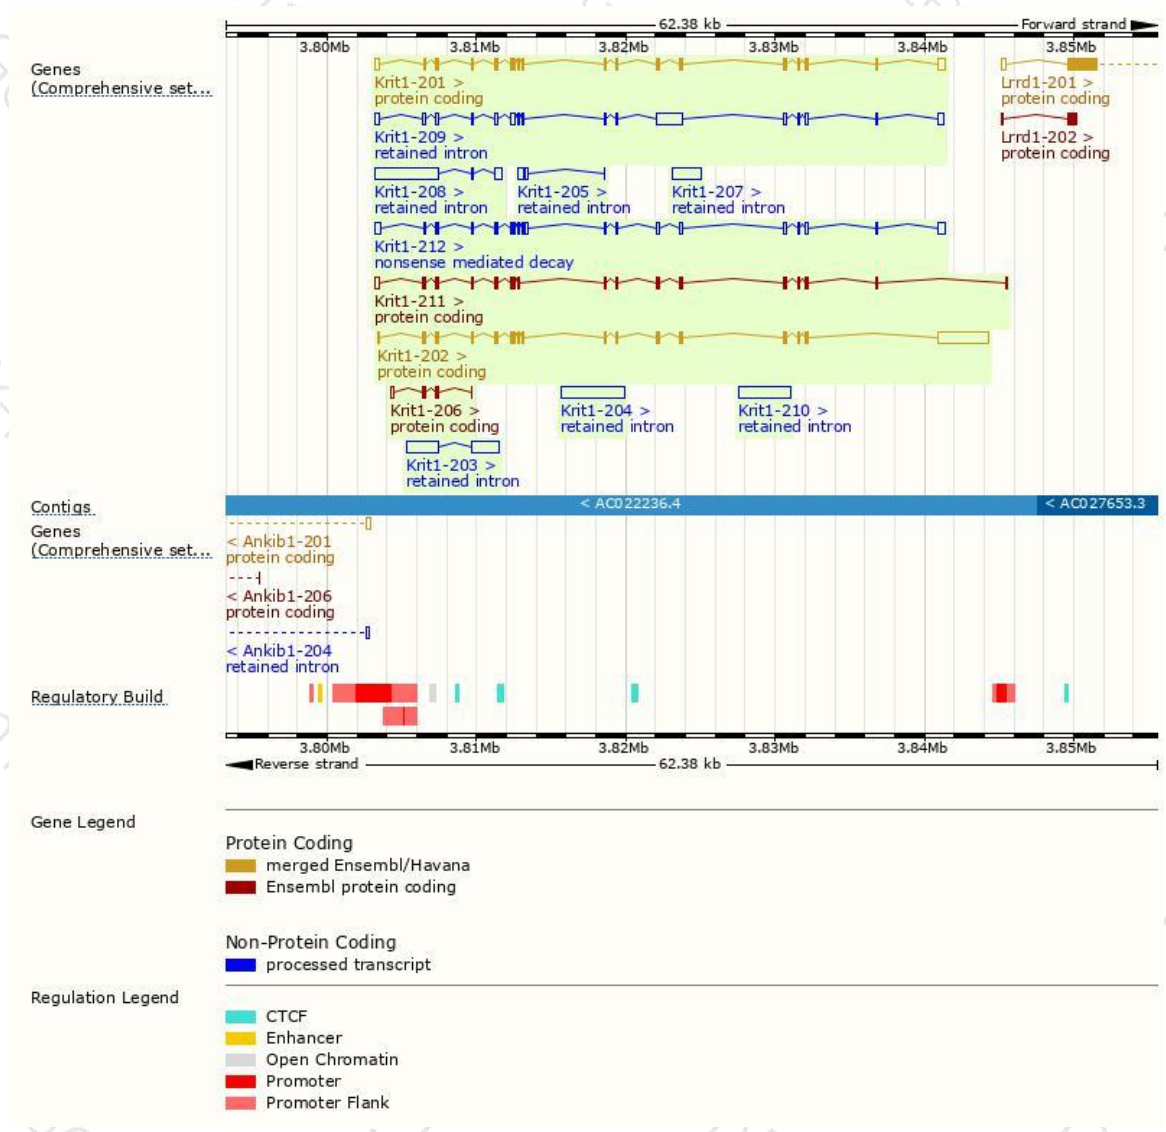 62.38 kb
Forward strand
3.80Mb 3.81Mb 3.82Mb 3.83Mb 3.84Mb 3.85Mb
Genes
(Comprehensive set...
Krit1-201 >
protein coding
Lrrd1-201 >
protein coding
Krit1-209 >
retained intron
Lrrd1-202 >
protein coding
Krit1-208 >
retained intron
Krit1-205 >
retained intron
Krit1-207 >
retained intron
Krit1-212 >
nonsense mediated decay
Krit1-211 >
protein coding
Krit1-202 >
protein coding
Krit1-206 >
protein coding
Krit1-204 >
retained intron
Krit1-210 >
retained intron
Krit1-203 >
retained intron
Contigs
< AC022236.4
< AC027653.3
Genes
(Comprehensive set...
< Ankib1-201
protein coding
< Ankib1-206
protein coding
< Ankib1-204
retained intron
Regulatory Build
3.80Mb 3.81Mb 3.82Mb 3.83Mb 3.84Mb 3.85Mb
Reverse strand
62.38 kb
Gene Legend
Protein Coding
merged Ensembl/Havana
Ensembl protein coding
Non-Protein Coding
processed transcript
Regulation Legend
CTCF
Enhancer
Open Chromatin
Promoter
Promoter Flank